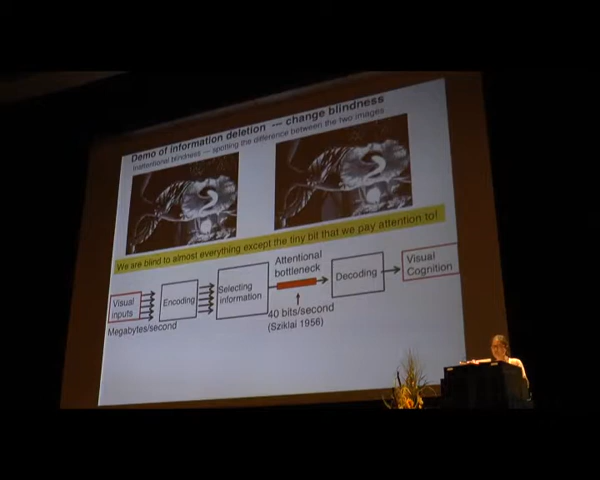 Demo of information deletion --- change blindness
Inattentional blindness --- spotting the difference between the two images
We are blind to almost everything except the tiny bit that we pay attention to!
Visual inputs
Encoding
Selecting information
Attentional bottleneck
Decoding
Visual Cognition
Megabytes/second
40 bits/second
(Sziklai 1956)